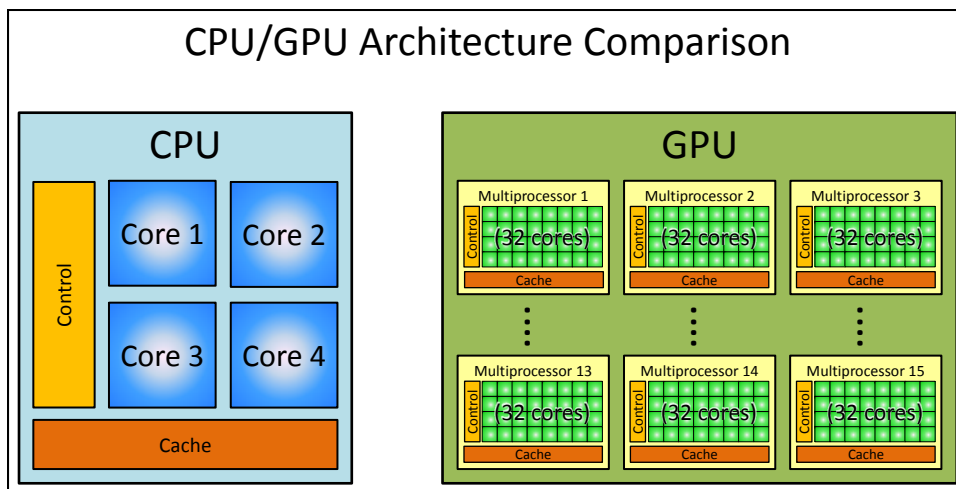 CPU/GPU Architecture Comparison
CPU
Control
Core 1
Core 2
Core 3
Core 4
Cache
GPU
Multiprocessor 1
Control
(32 cores)
Cache
Multiprocessor 2
Control
(32 cores)
Cache
Multiprocessor 3
Control
(32 cores)
Cache
Multiprocessor 13
Control
(32 cores)
Cache
Multiprocessor 14
Control
(32 cores)
Cache
Multiprocessor 15
Control
(32 cores)
Cache